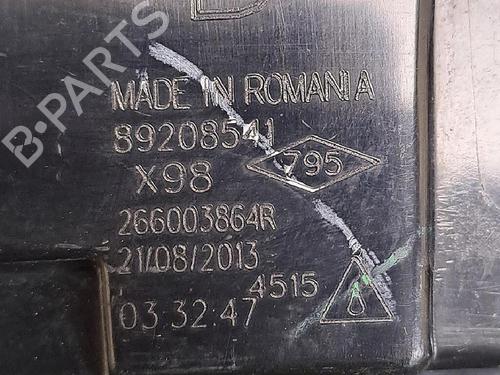 B-PARTS
MADE IN ROMANIA
89208541
795
X98
266003864R
21/08/2013
4515
03.32.47